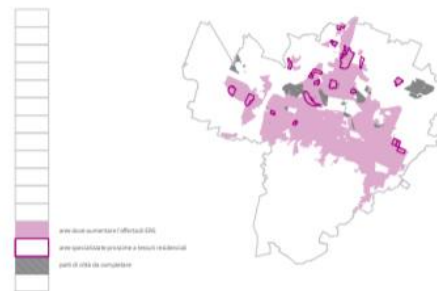 aree dove aumentare l'offerta di ERS
aree specializzate prossime a tessuti residenziali
parti di città da completare